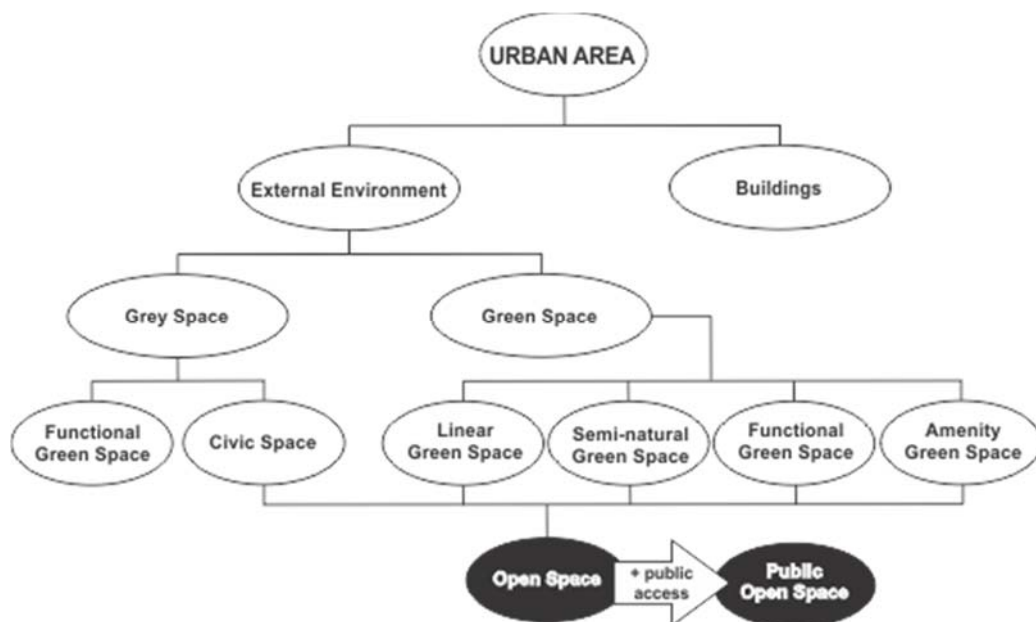 URBAN AREA
External Environment
Buildings
Grey Space
Green Space
Functional
Green Space
Civic Space
Linear
Green Space
Semi-natural
Green Space
Functional
Green Space
Amenity
Green Space
Open Space
+ public
access
Public
Open Space